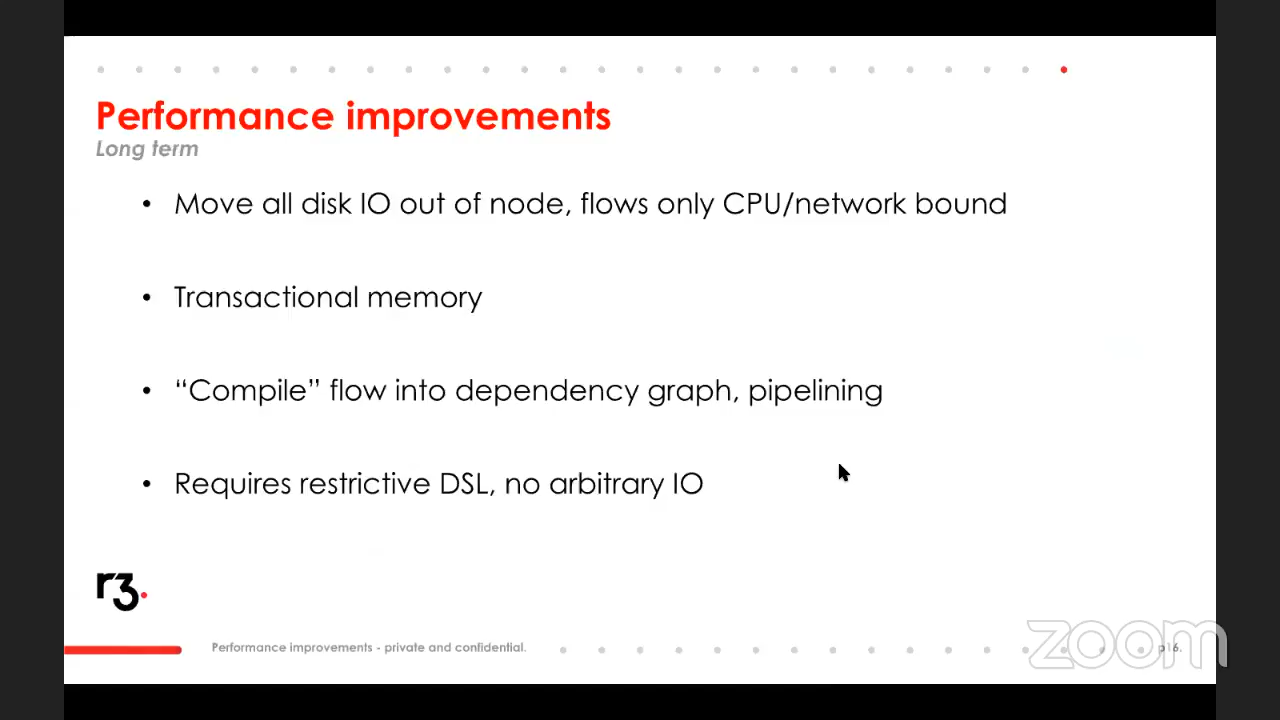 Performance improvements
Long term
• Move all disk IO out of node, flows only CPU/network bound
• Transactional memory
• “Compile” flow into dependency graph, pipelining
• Requires restrictive DSL, no arbitrary IO
r3.
Performance improvements - private and confidential.
p16.
zoom